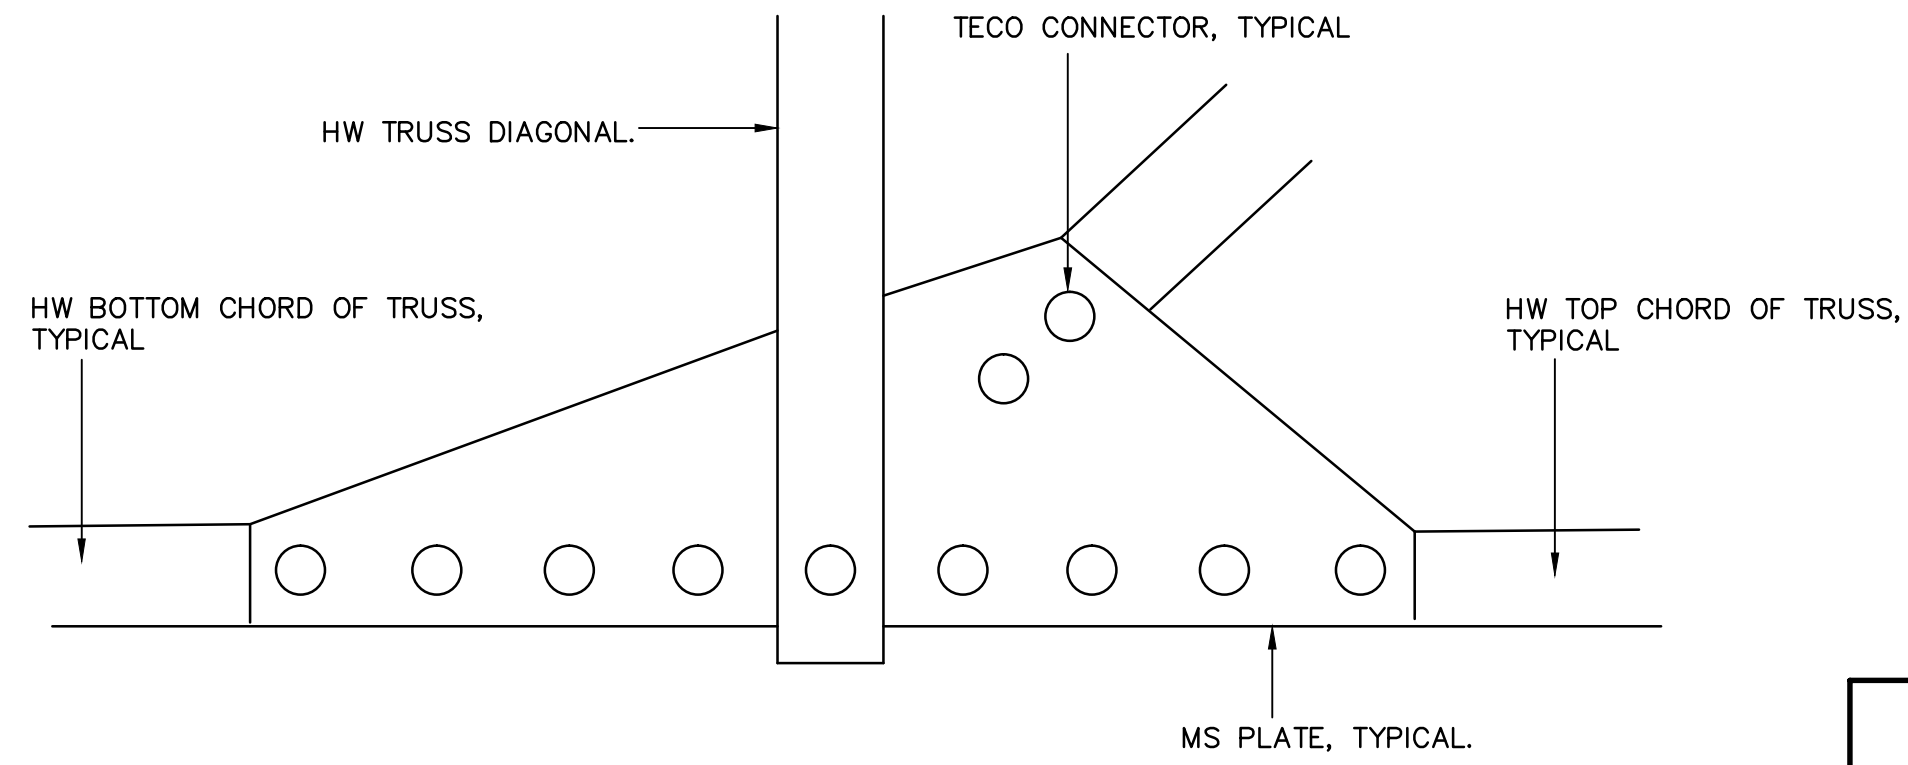 TECO CONNECTOR, TYPICAL
HW TRUSS DIAGONAL.
HW BOTTOM CHORD OF TRUSS,
TYPICAL
HW TOP CHORD OF TRUSS,
TYPICAL
MS PLATE, TYPICAL.